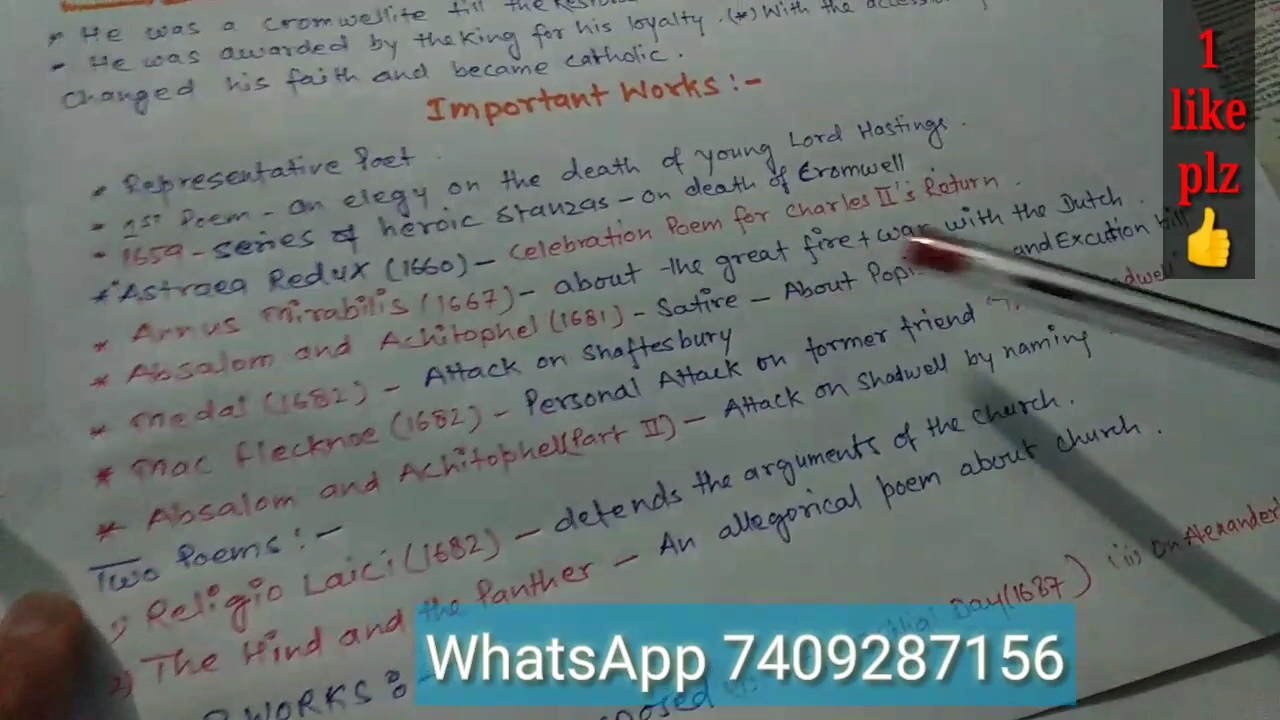 * He was a Cromwellite till the
- He was awarded by the King for his loyalty. (*) With the
Changed his faith and became catholic.
Important Works :-
* Representative Poet
* 1st Poem - an elegy on the death of young Lord Hastings.
* 1659 - series of heroic stanzas - on death of Cromwell
* Astraea Redux (1660) - Celebration Poem for Charles II's Return.
* Annus Mirabilis (1667) - about the great fire + war with the Dutch.
* Absalom and Achitophel (1681) - Satire - About and Excution bill
* Medal (1682) - Attack on Shaftesbury
* Mac Flecknoe (1682) - Personal Attack on former friend
* Absalom and Achitophel (Part II) - Attack on Shadwell by naming
Two Poems :-
1) Religio Laici (1682) - defends the arguments of the church.
2) The Hind and the Panther - An allegorical poem about church.
Day (1687) (ii) On Alexander
WORKS :-
1
like
plz
👍
WhatsApp 7409287156